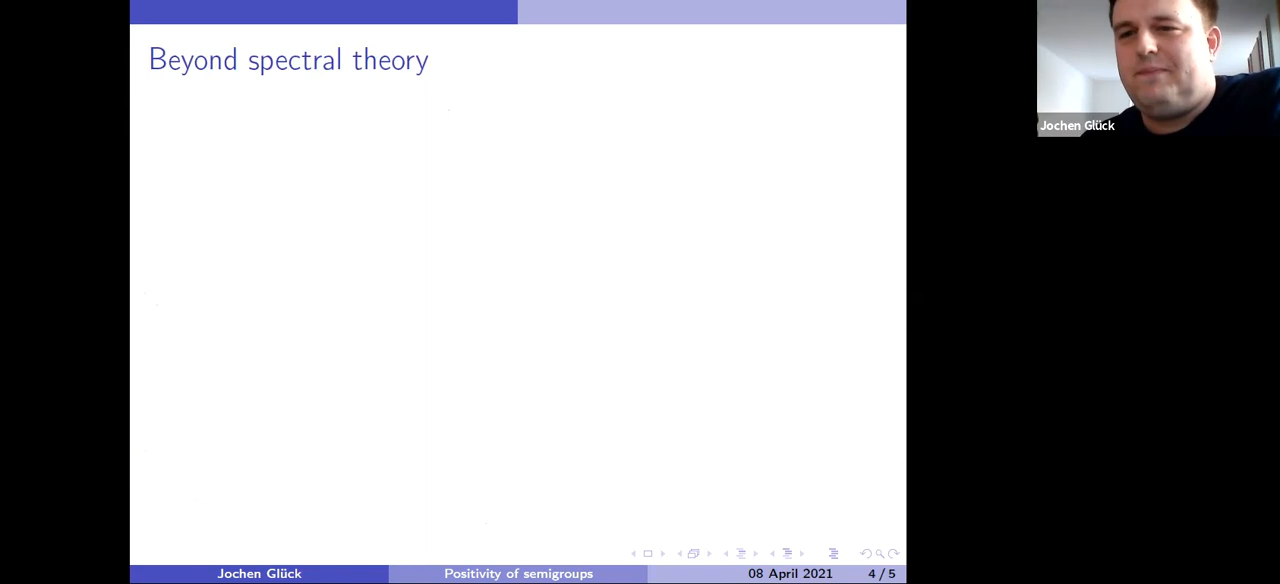 Beyond spectral theory
Jochen Glück
Jochen Glück
Positivity of semigroups
08 April 2021
4 / 5